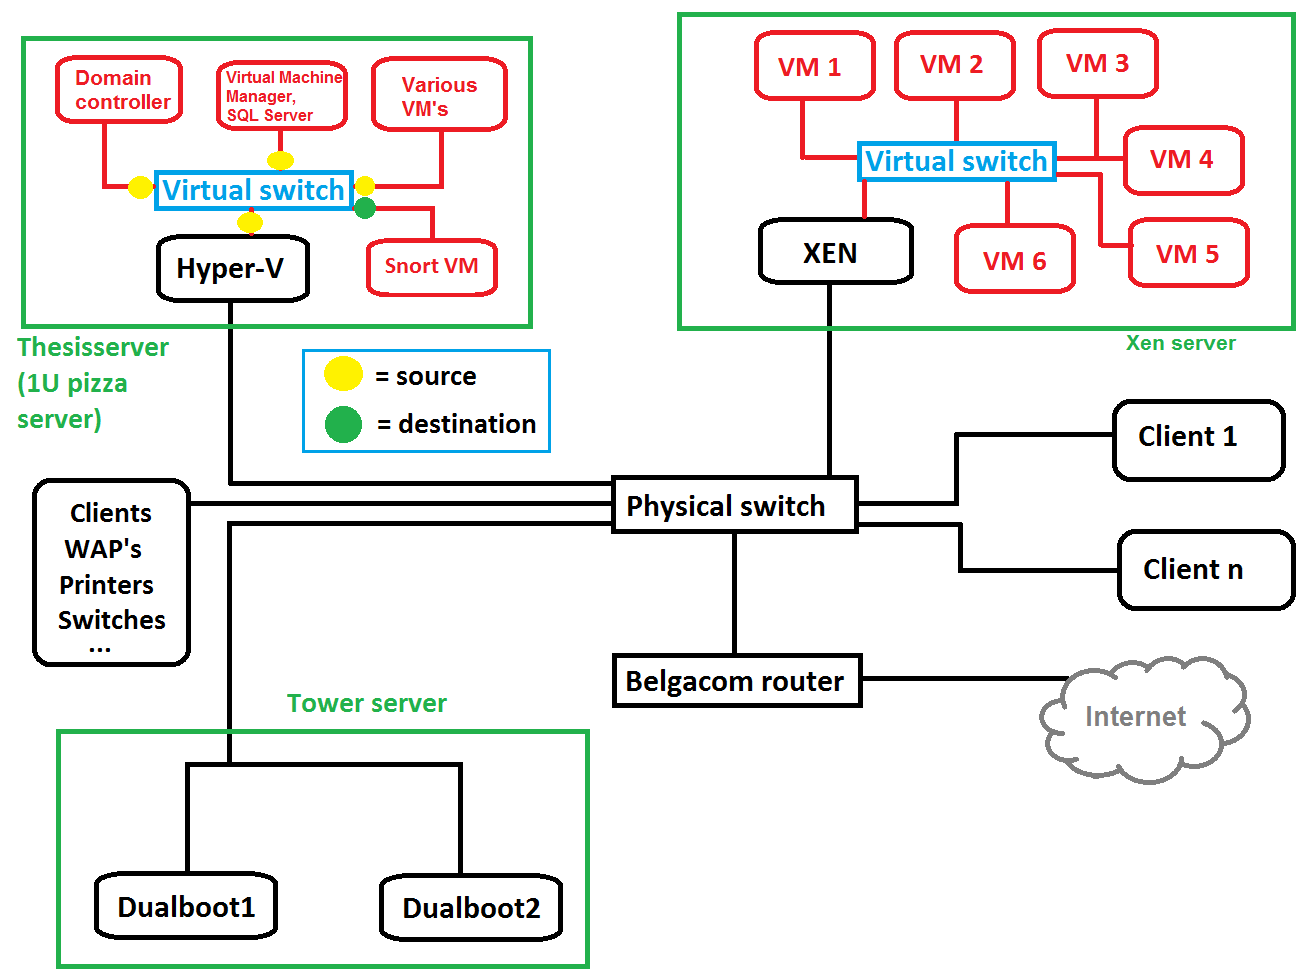 Domain
controller
Virtual Machine
Manager,
SQL Server
Various
VM's
Virtual switch
Hyper-V
Snort VM
Thesisserver
(1U pizza
server)
= source
= destination
VM 1
VM 2
VM 3
Virtual switch
VM 4
XEN
VM 6
VM 5
Xen server
Client 1
Clients
WAP's
Printers
Switches
...
Physical switch
Client n
Belgacom router
Internet
Tower server
Dualboot1
Dualboot2